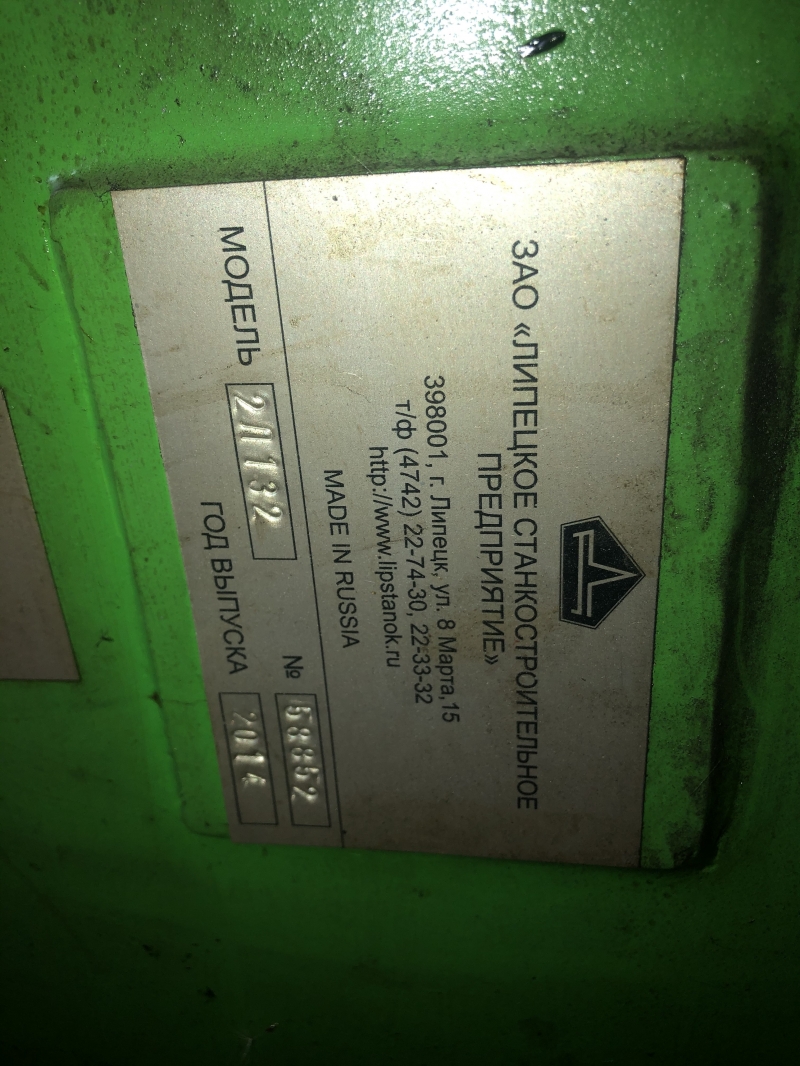 ЗАО «ЛИПЕЦКОЕ СТАНКОСТРОИТЕЛЬНОЕ
ПРЕДПРИЯТИЕ»
398001, г. Липецк, ул. 8 Марта,15
т/ф (4742) 22-74-30, 22-33-32
http://www.lipstanok.ru
MADE IN RUSSIA
МОДЕЛЬ 2Л132 № 58852
ГОД ВЫПУСКА 2014